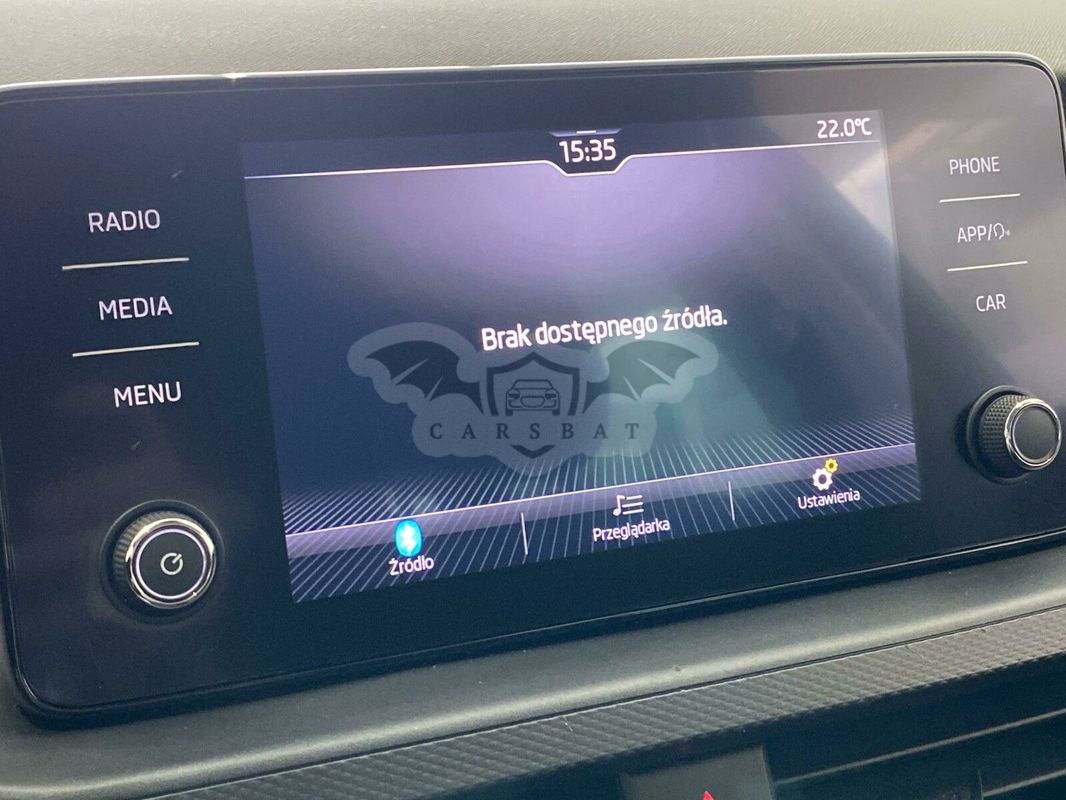 15:35
22.0°C
RADIO
MEDIA
MENU
PHONE
APP/
CAR
Brak dostępnego źródła.
CARSBAT
Źródło
Przeglądarka
Ustawienia